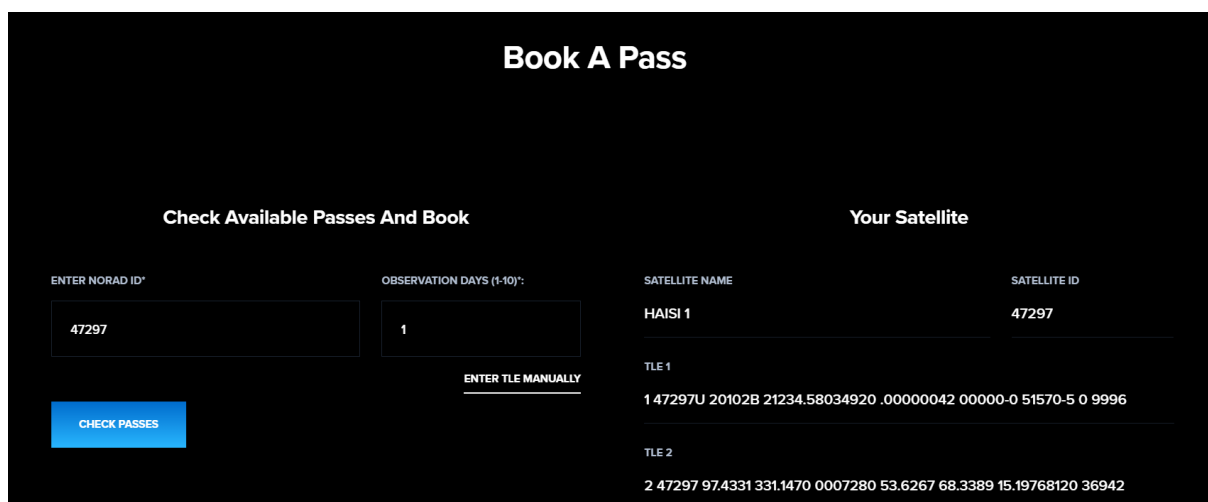 Book A Pass
Check Available Passes And Book
ENTER NORAD ID*
OBSERVATION DAYS (1-10)*:
47297
1
ENTER TLE MANUALLY
CHECK PASSES
Your Satellite
SATELLITE NAME
SATELLITE ID
HAISI 1
47297
TLE 1
1 47297U 20102B 21234.58034920 .00000042 00000-0 51570-5 0 9996
TLE 2
2 47297 97.4331 331.1470 0007280 53.6267 68.3389 15.19768120 36942